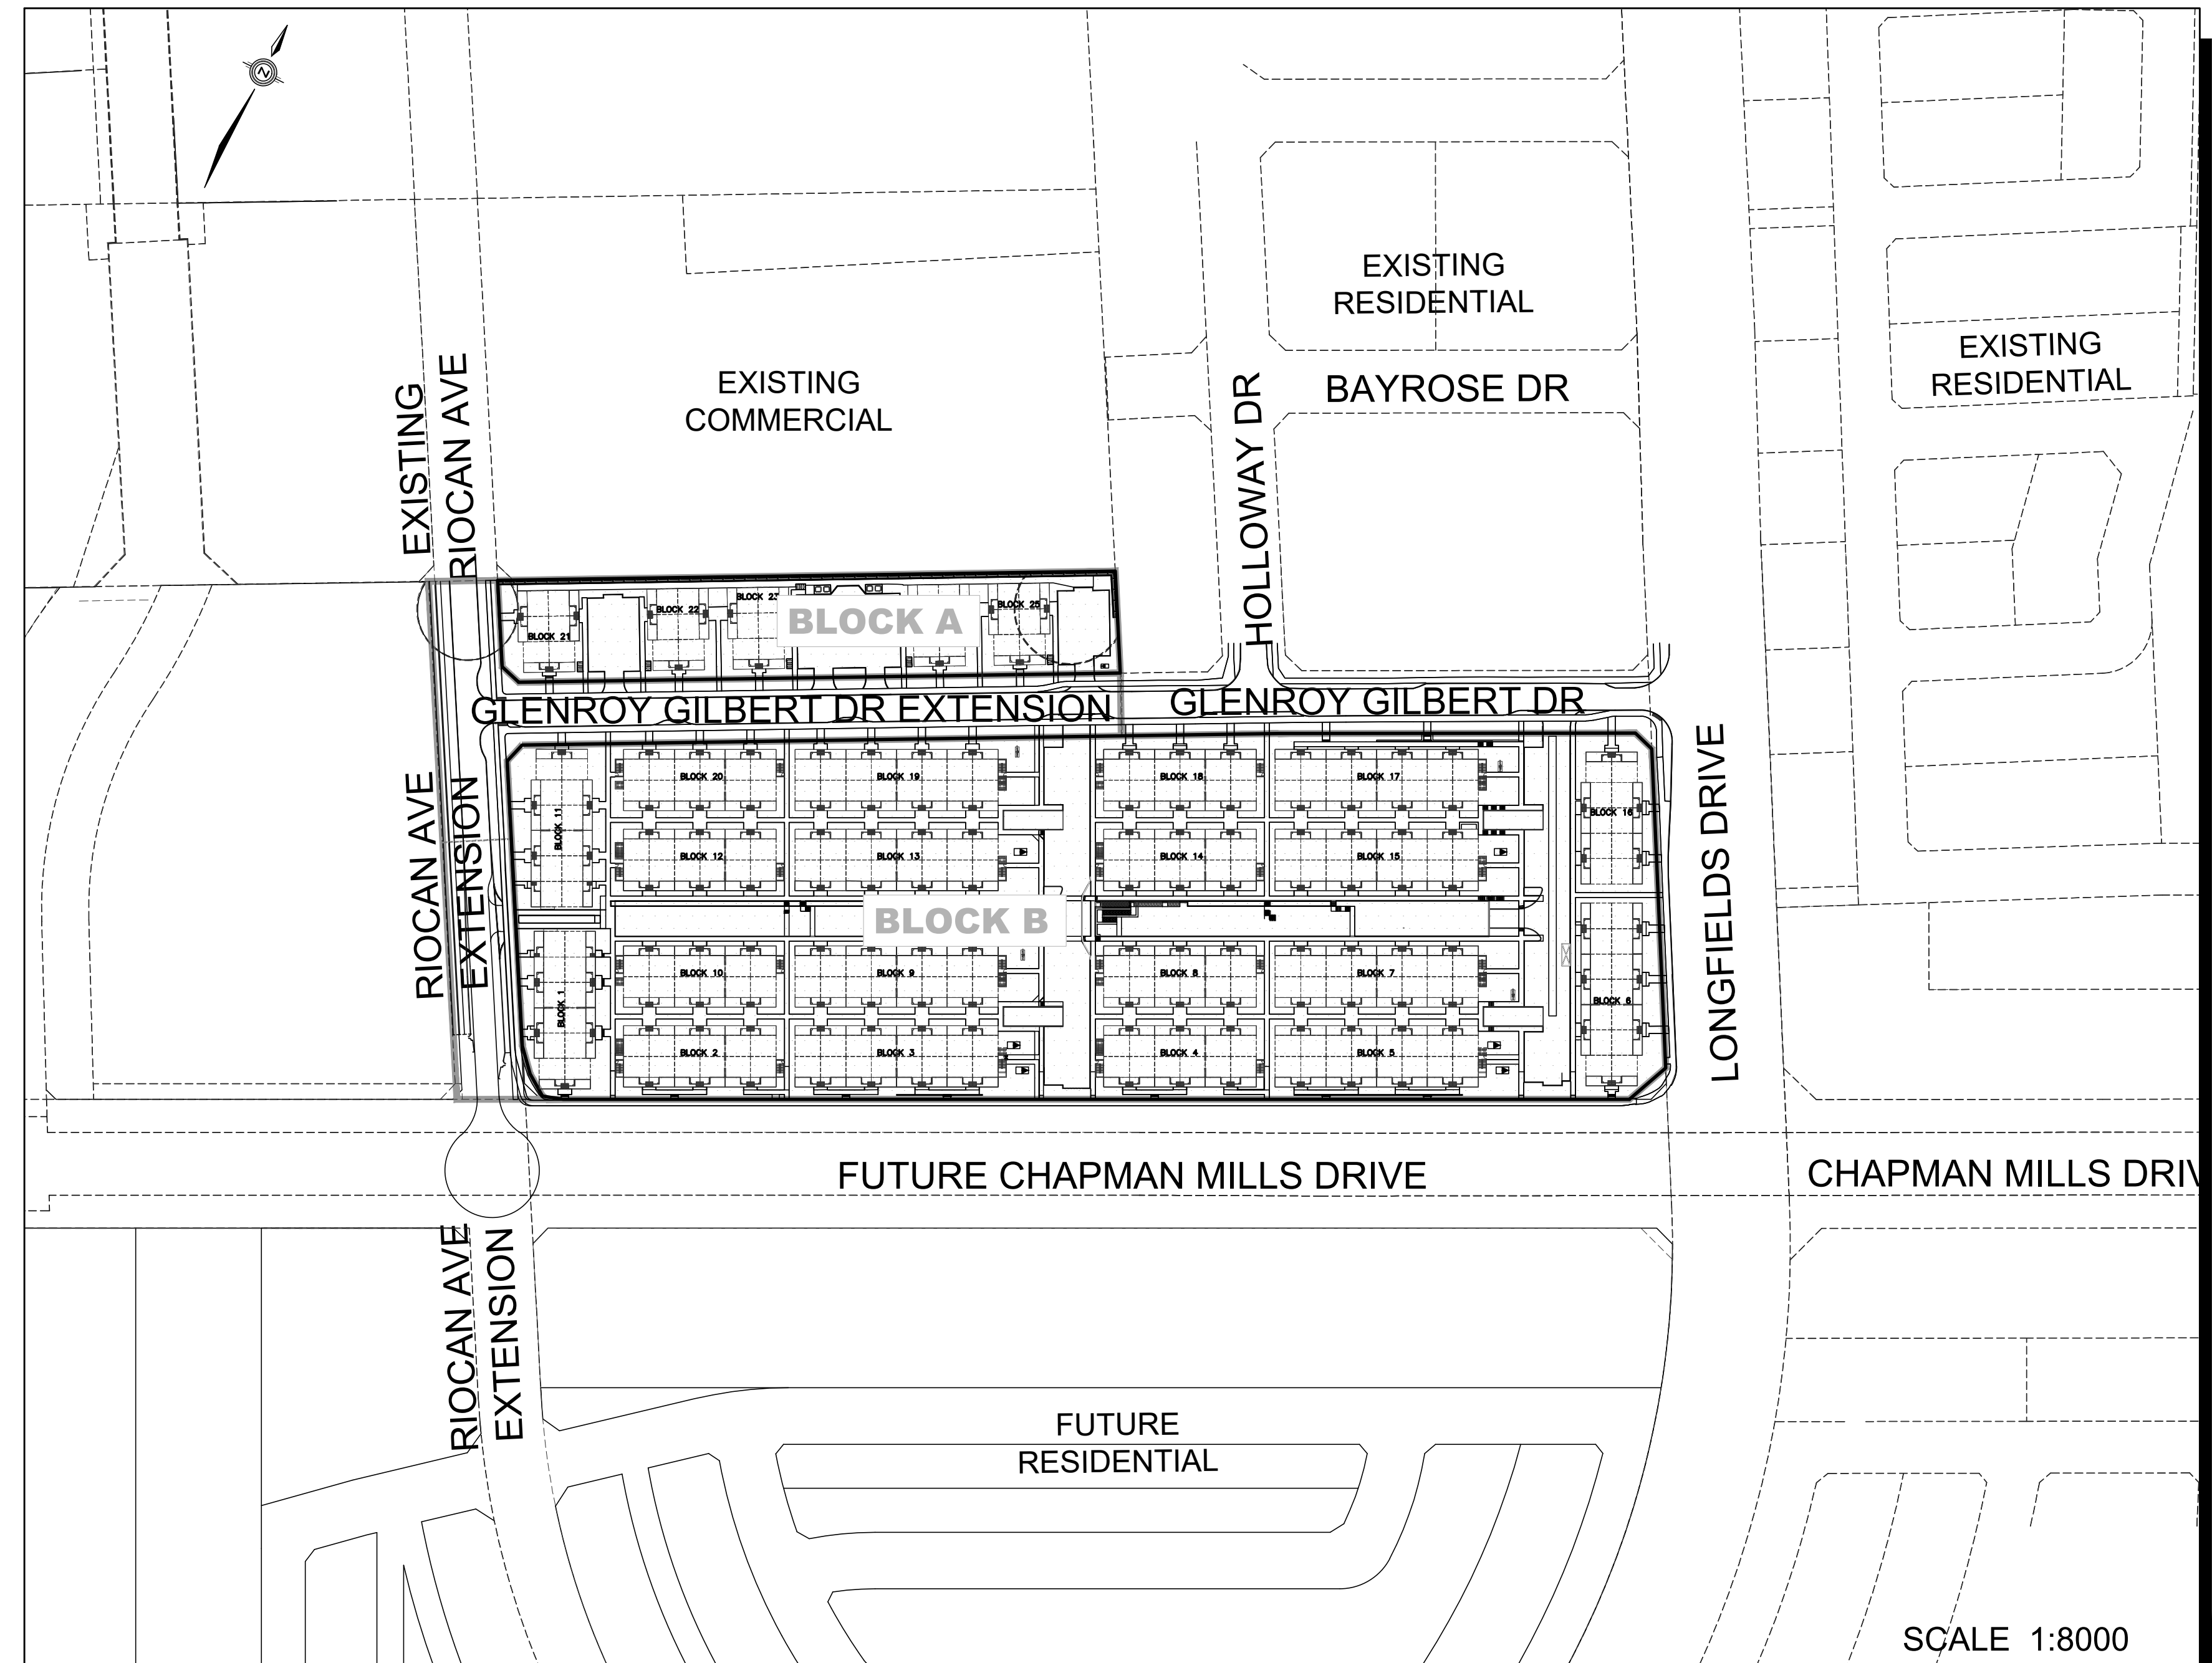 N
EXISTING
RESIDENTIAL
EXISTING
RESIDENTIAL
EXISTING
COMMERCIAL
BAYROSE DR
EXISTING
RIOCAN AVE
HOLLOWAY DR
BLOCK 21
BLOCK 22
BLOCK 23
BLOCK A
BLOCK 25
GLENROY GILBERT DR EXTENSION
GLENROY GILBERT DR
RIOCAN AVE
EXTENSION
LONGFIELDS DRIVE
BLOCK 11
BLOCK 20
BLOCK 19
BLOCK 18
BLOCK 17
BLOCK 16
BLOCK 12
BLOCK 13
BLOCK 14
BLOCK 15
BLOCK B
BLOCK 1
BLOCK 10
BLOCK 9
BLOCK 8
BLOCK 7
BLOCK 6
BLOCK 2
BLOCK 3
BLOCK 4
BLOCK 5
FUTURE CHAPMAN MILLS DRIVE
CHAPMAN MILLS DRIV
RIOCAN AVE
EXTENSION
FUTURE
RESIDENTIAL
SCALE 1:8000